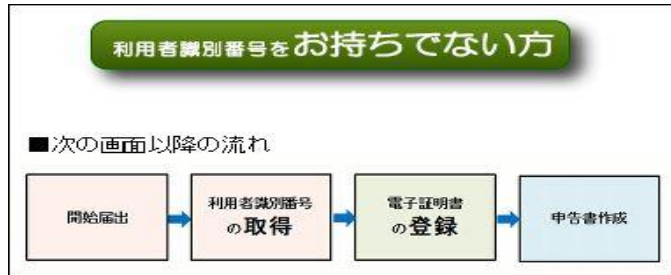 利用者識別番号をお持ちでない方
■次の画面以降の流れ
開始届出
利用者識別番号
の取得
電子証明書
の登録
申告書作成